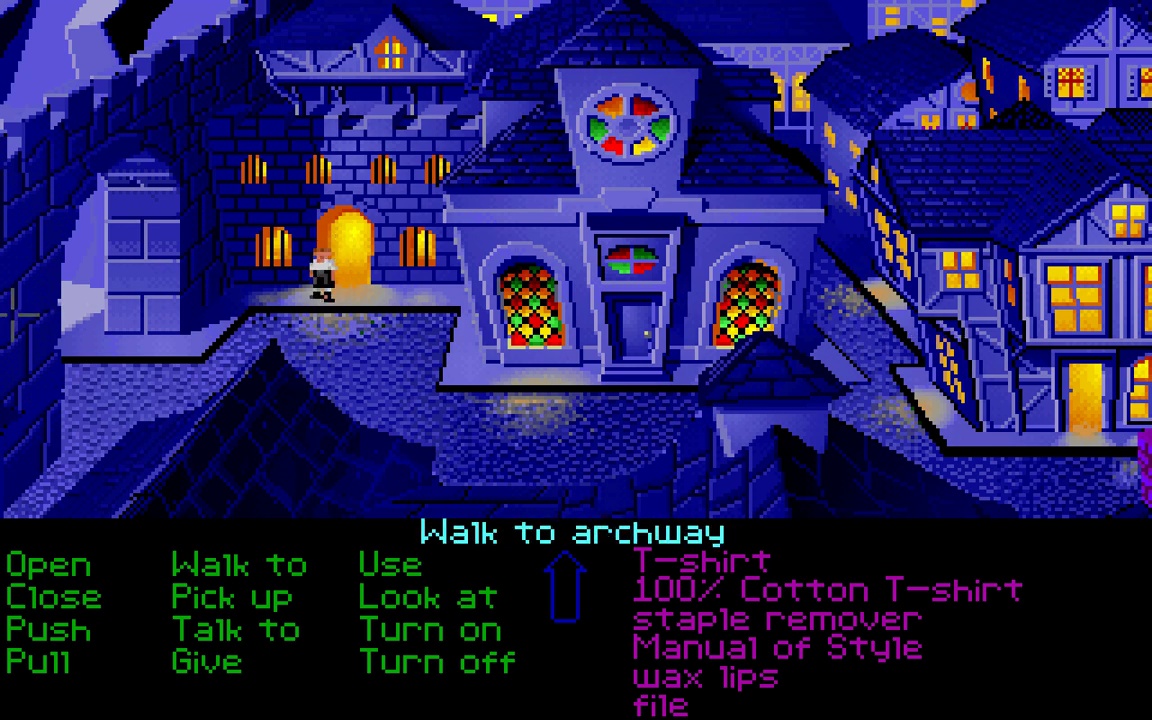 Walk to archway
Open Walk to Use
Close Pick up Look at
Push Talk to Turn on
Pull Give Turn off
T-shirt
100% Cotton T-shirt
staple remover
Manual of Style
wax lips
file